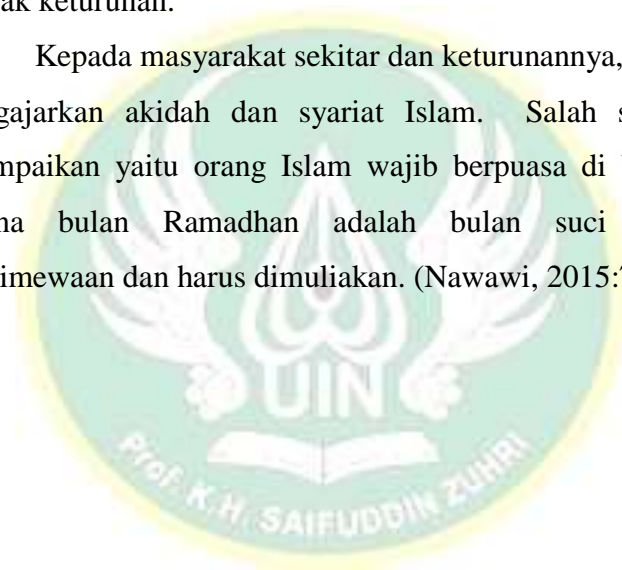 ak keturunan.
Kepada masyarakat sekitar dan keturunannya,
gajarkan akidah dan syariat Islam. Salah s
mpaikan yaitu orang Islam wajib berpuasa di
na bulan Ramadhan adalah bulan suci
imewaan dan harus dimuliakan. (Nawawi, 2015:
UIN
PROF. K.H. SAIFUDDIN ZUHRI